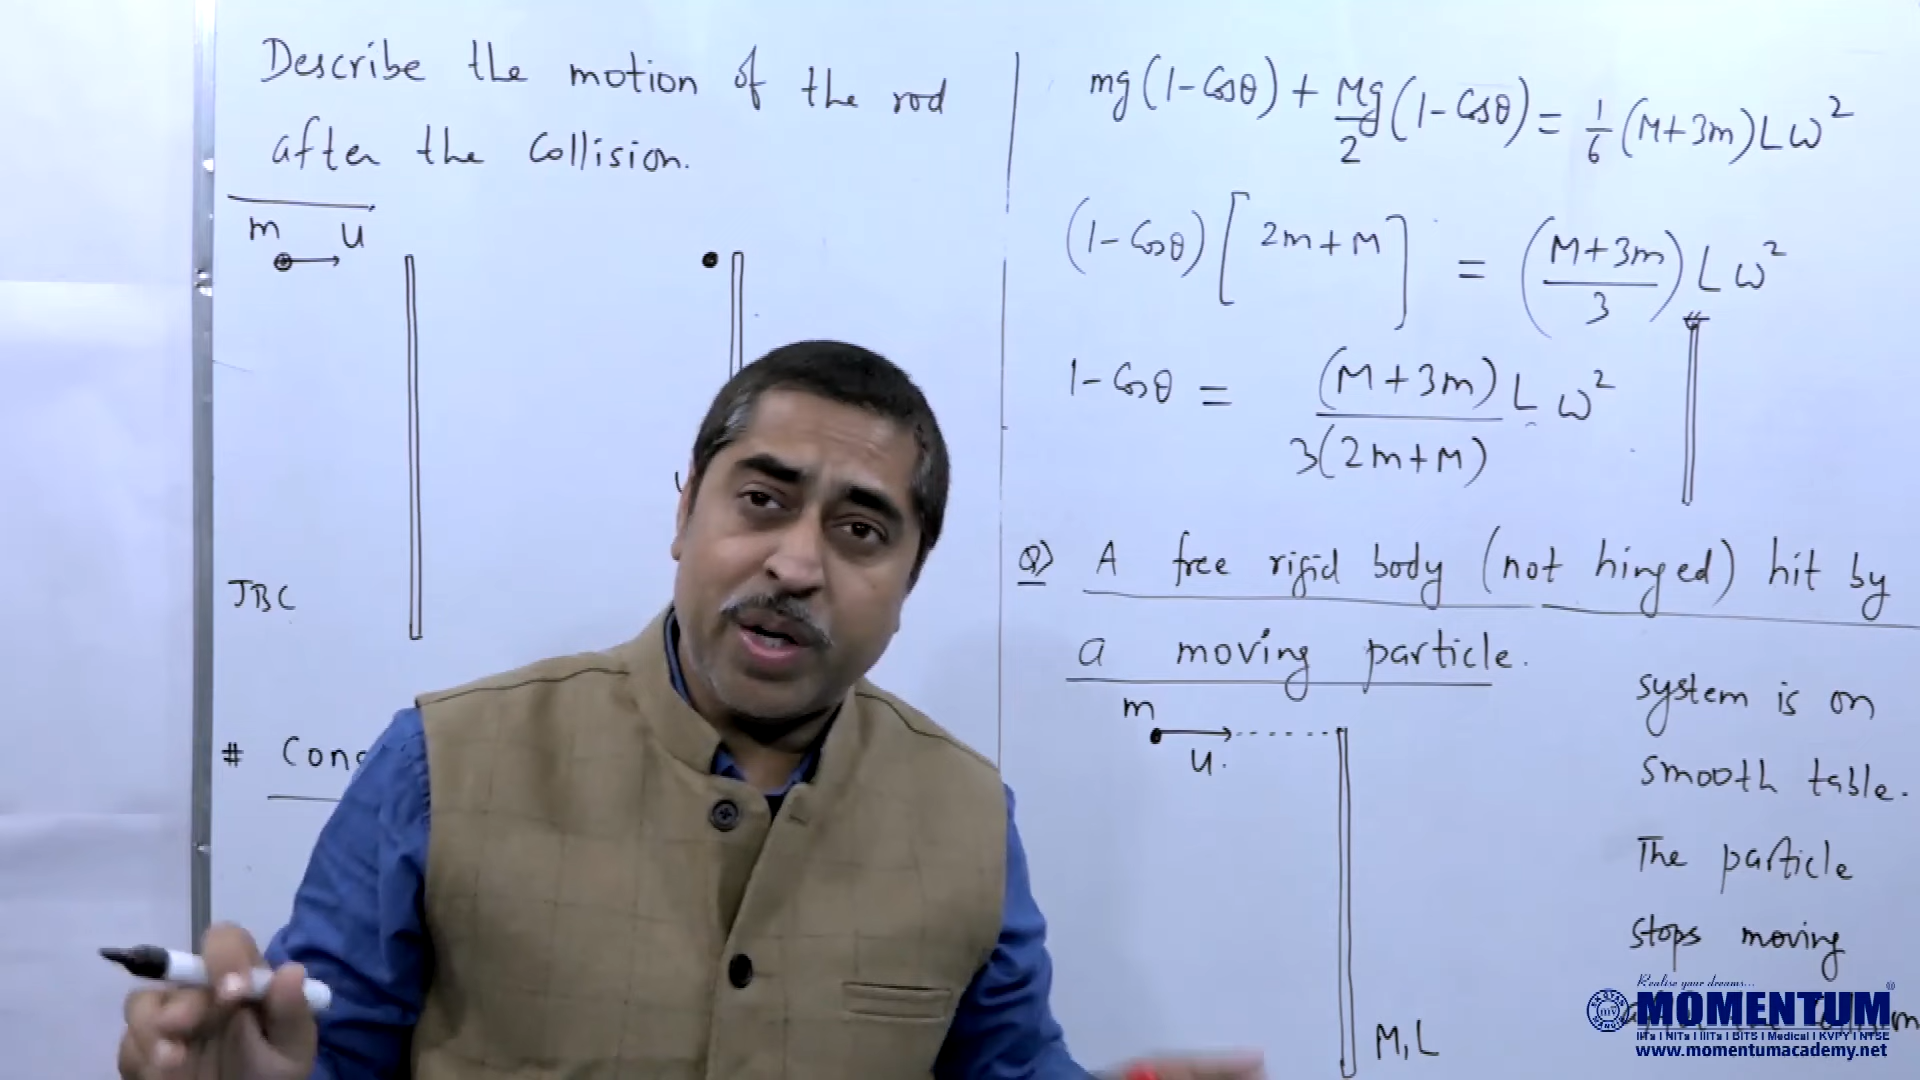 Describe the motion of the rod
after the Collision.
m u
JBC
# Conc
mg(1-Cosθ) + Mg/2 (1-Cosθ) = 1/6 (M+3m)Lω²
(1-Cosθ)[2m+M] = (M+3m/3) Lω²
1-Cosθ = (M+3m)/3(2m+M) Lω²
Q) A free rigid body (not hinged) hit by
a moving particle.
m
u.
M, L
system is on
smooth table.
The particle
stops moving
Realise your dreams...
MOMENTUM®
IITs | NITs | IIITs | BITS | Medical | KVPY | NTSE
www.momentumacademy.net